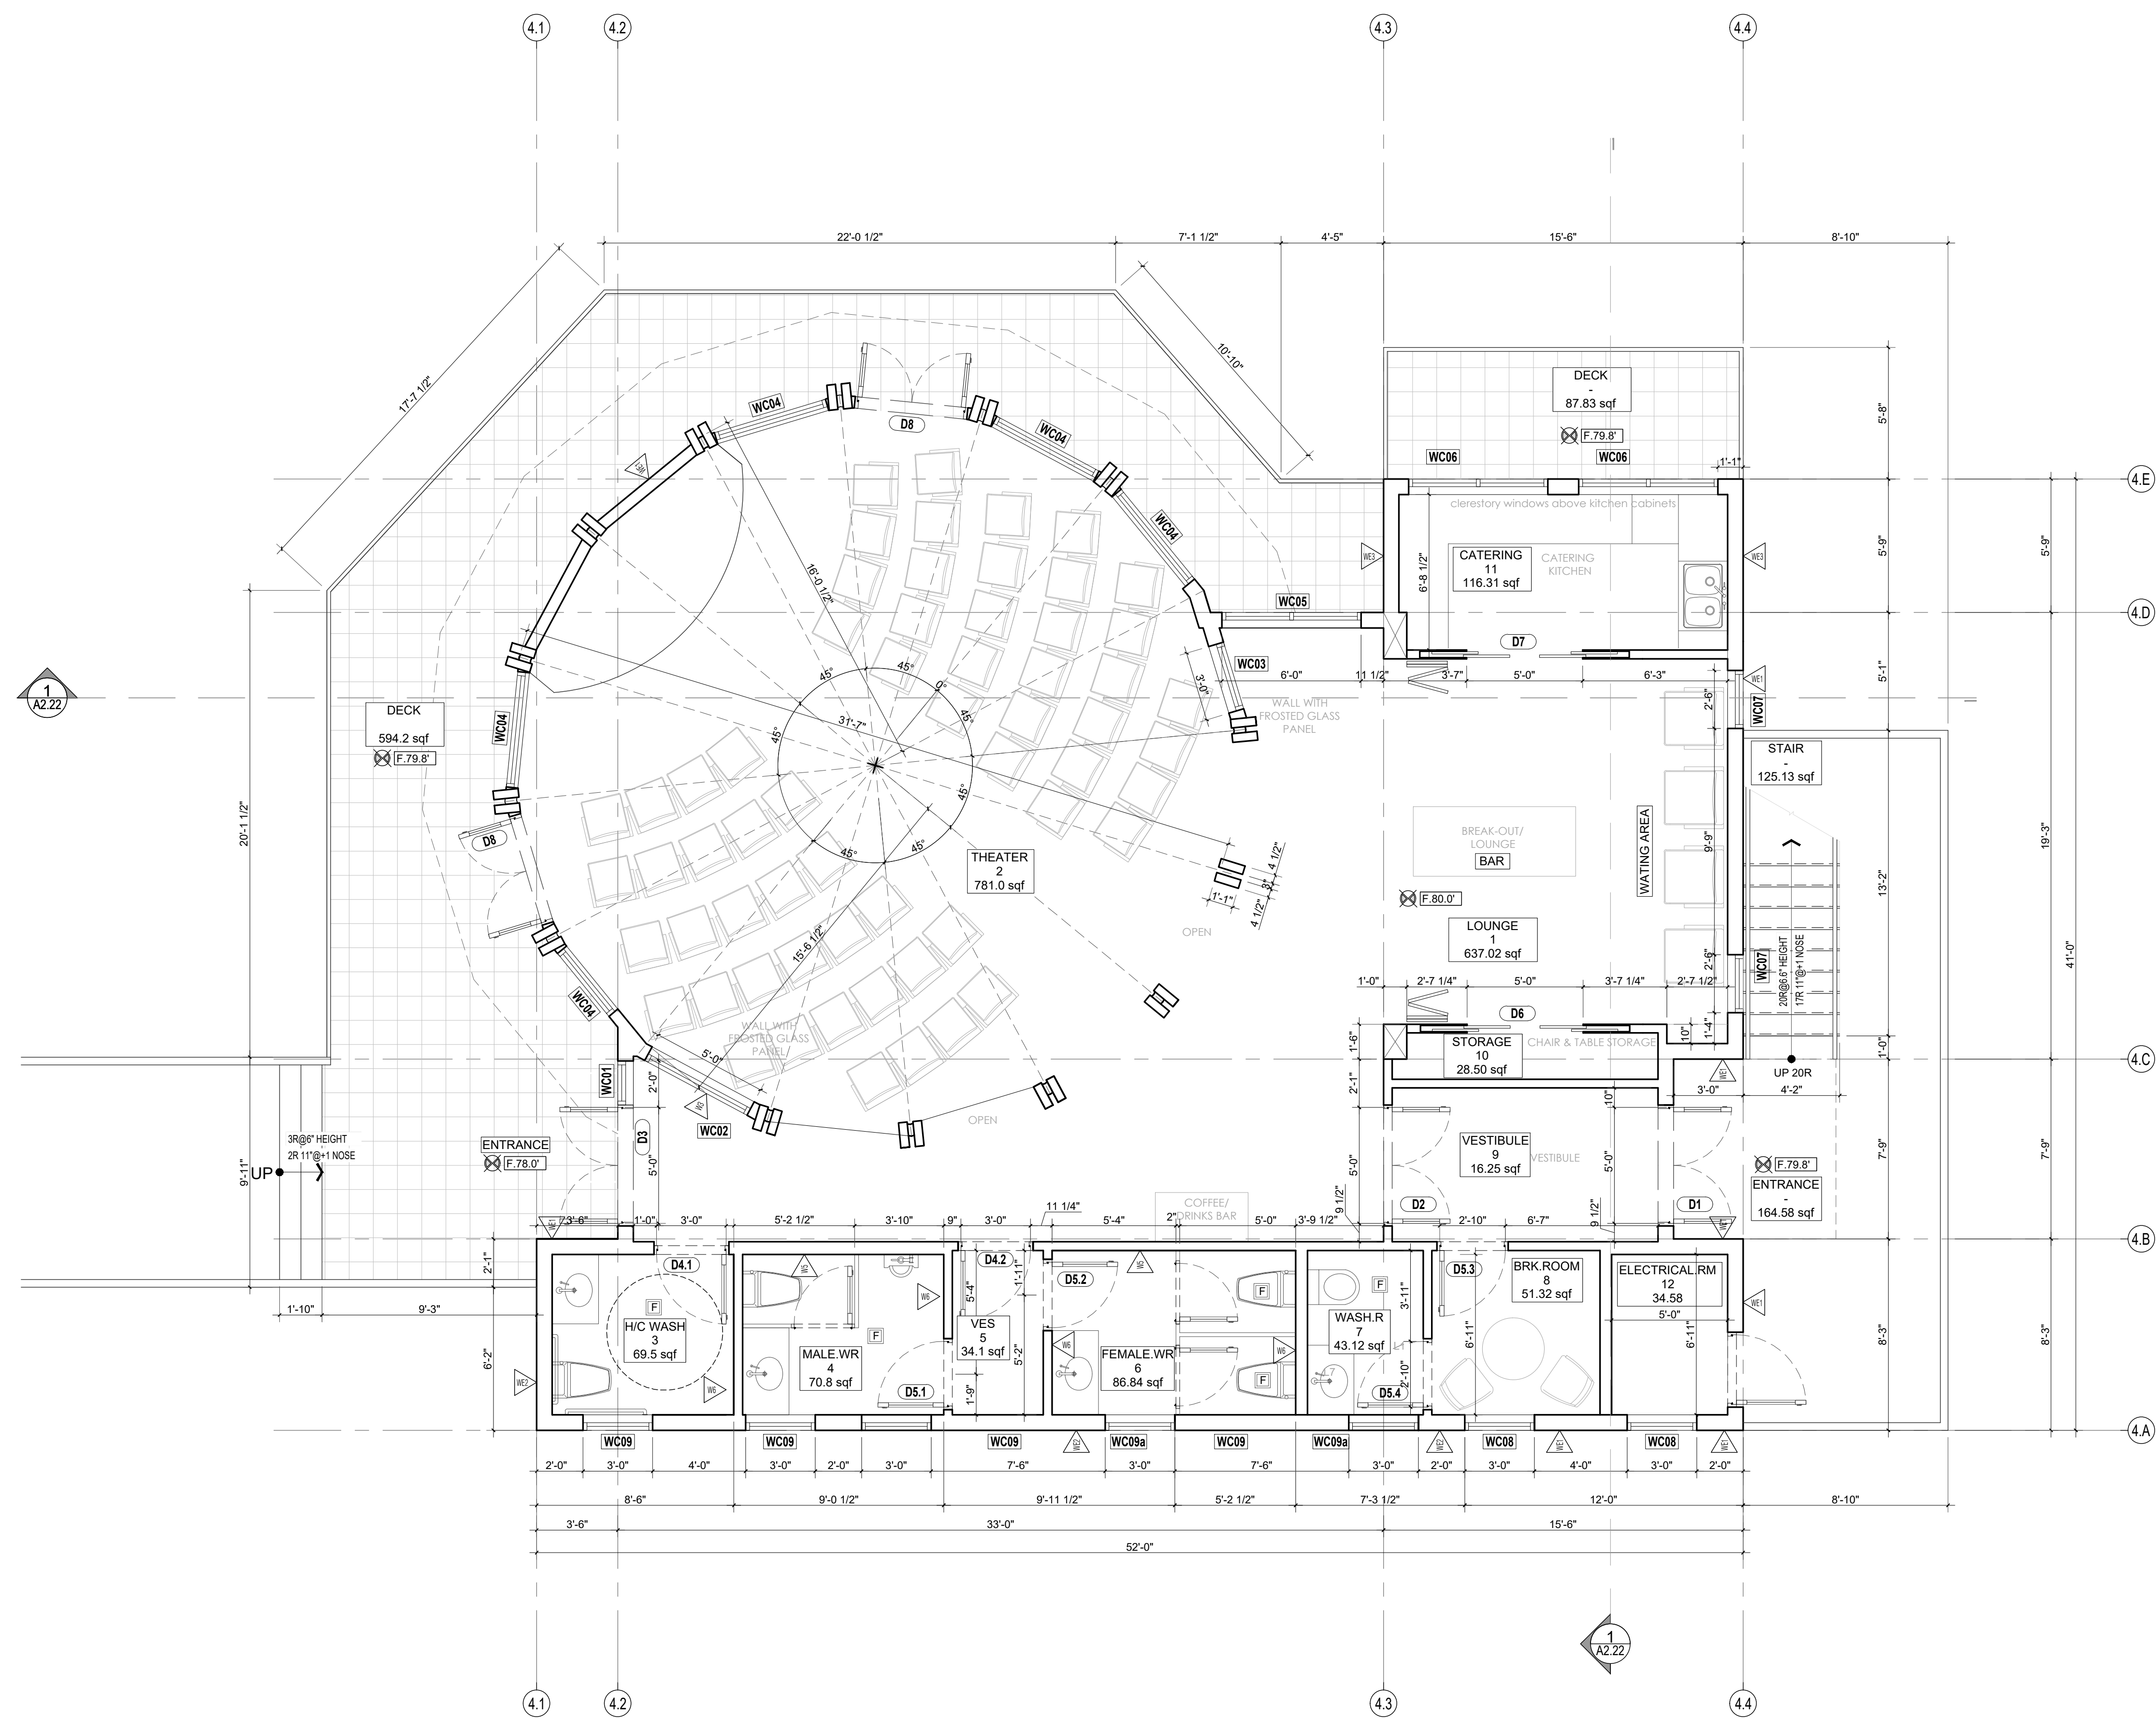 4.1
4.2
4.3
4.4
22'-0 1/2"
7'-1 1/2"
4'-5"
15'-6"
8'-10"
17'-7 1/2"
10'-10"
DECK
-
87.83 sqf
F.79.8'
5'-8"
WC04
D8
WC04
WC06
WC06
1'-1"
4.E
clerestory windows above kitchen cabinets
WC04
CATERING
11
116.31 sqf
CATERING
KITCHEN
6'-8 1/2"
WE3
WE3
5'-9"
5'-9"
16'-0 1/2"
WC05
4.D
D7
WC03
3'-0"
6'-0"
11 1/2"
3'-7"
5'-0"
6'-3"
WE1
2'-6"
WC07
5'-1"
45°
45°
0°
45°
45°
45°
45°
45°
31'-7"
WALL WITH
FROSTED GLASS
PANEL
1
A2.22
DECK
594.2 sqf
F.79.8'
WC04
STAIR
-
125.13 sqf
20'-1 1/2"
D8
THEATER
2
781.0 sqf
BREAK-OUT/
LOUNGE
BAR
WATING AREA
9'-9"
19'-3"
13'-2"
4 1/2"
3"
4 1/2"
1'-1"
F.80.0'
OPEN
LOUNGE
1
637.02 sqf
15'-6 1/2"
20R@6.6" HEIGHT
17R 11"@+1 NOSE
41'-0"
2'-6"
WC07
1'-0"
2'-7 1/4"
5'-0"
3'-7 1/4"
2'-7 1/2"
WC04
D6
WALL WITH
FROSTED GLASS
PANEL
5'-0"
1'-6"
STORAGE
10
28.50 sqf
CHAIR & TABLE STORAGE
10"
1'-4"
1'-0"
4.C
WE1
UP 20R
WC01
2'-0"
W3
WC02
OPEN
2'-1"
10"
3'-0"
4'-2"
3R@6" HEIGHT
2R 11"@+1 NOSE
UP
9'-11"
ENTRANCE
F.78.0'
D3
5'-0"
5'-0"
VESTIBULE
9
16.25 sqf
VESTIBULE
5'-0"
7'-9"
7'-9"
F.79.8'
ENTRANCE
-
164.58 sqf
D2
D1
9 1/2"
9 1/2"
COFFEE/
DRINKS BAR
WE1
3'-6"
1'-0"
3'-0"
5'-2 1/2"
3'-10"
9"
3'-0"
11 1/4"
5'-4"
2"
5'-0"
3'-9 1/2"
2'-10"
6'-7"
4.B
2'-1"
D4.1
W5
W6
D4.2
1'-11"
D5.2
W5
D5.3
F
H/C WASH
3
69.5 sqf
1'-10"
9'-3"
6'-2"
WE2
W6
F
MALE.WR
4
70.8 sqf
D5.1
5'-4"
VES
5
34.1 sqf
5'-2"
1'-9"
W6
FEMALE.WR
6
86.84 sqf
F
W6
F
F
WASH.R
7
43.12 sqf
3'-11"
2'-10"
D5.4
6'-11"
BRK.ROOM
8
51.32 sqf
ELECTRICAL.RM
12
34.58
5'-0"
6'-11"
WE1
8'-3"
8'-3"
4.A
WC09
WC09
WC09
WE2
WC09a
WC09
WC09a
WE2
WC08
WE1
WC08
WE1
2'-0"
3'-0"
4'-0"
3'-0"
2'-0"
3'-0"
7'-6"
3'-0"
7'-6"
3'-0"
2'-0"
3'-0"
4'-0"
3'-0"
2'-0"
8'-6"
9'-0 1/2"
9'-11 1/2"
5'-2 1/2"
7'-3 1/2"
12'-0"
8'-10"
3'-6"
33'-0"
15'-6"
52'-0"
1
A2.22
4.1
4.2
4.3
4.4